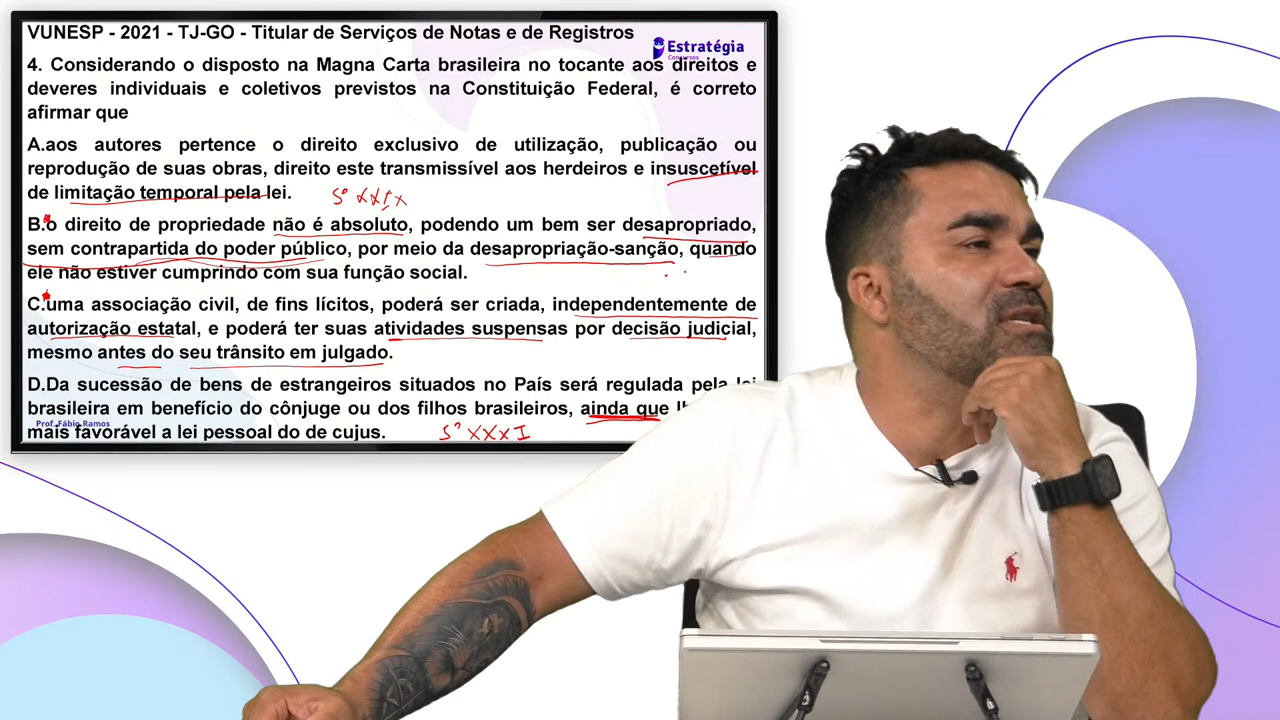 VUNESP - 2021 - TJ-GO - Titular de Serviços de Notas e de Registros
Estratégia
Concursos
4. Considerando o disposto na Magna Carta brasileira no tocante aos direitos e
deveres individuais e coletivos previstos na Constituição Federal, é correto
afirmar que
A.aos autores pertence o direito exclusivo de utilização, publicação ou
reprodução de suas obras, direito este transmissível aos herdeiros e insuscetível
de limitação temporal pela lei.
B.o direito de propriedade não é absoluto, podendo um bem ser desapropriado,
sem contrapartida do poder público, por meio da desapropriação-sanção, quando
ele não estiver cumprindo com sua função social.
C.uma associação civil, de fins lícitos, poderá ser criada, independentemente de
autorização estatal, e poderá ter suas atividades suspensas por decisão judicial,
mesmo antes do seu trânsito em julgado.
D.Da sucessão de bens de estrangeiros situados no País será regulada pela lei
brasileira em benefício do cônjuge ou dos filhos brasileiros, ainda que
Prof. Fábio Ramos
mais favorável a lei pessoal do de cujus.
5º XXXI